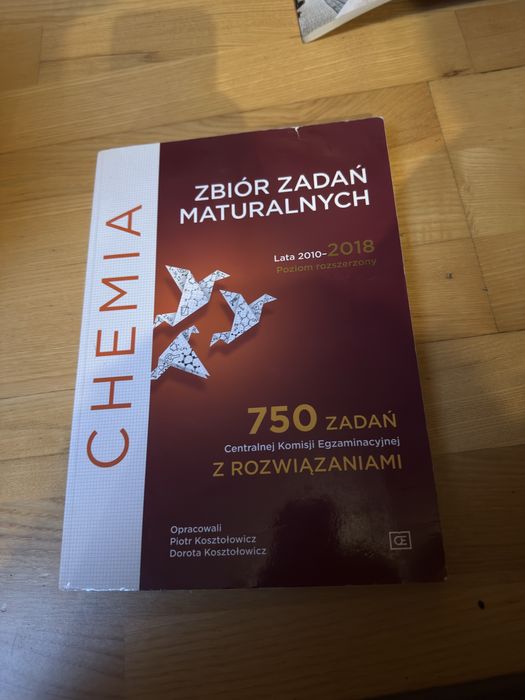 CHEMIA
ZBIÓR ZADAŃ
MATURALNYCH
Lata 2010–2018
Poziom rozszerzony
750 ZADAŃ
Centralnej Komisji Egzaminacyjnej
Z ROZWIĄZANIAMI
Opracowali
Piotr Kosztołowicz
Dorota Kosztołowicz